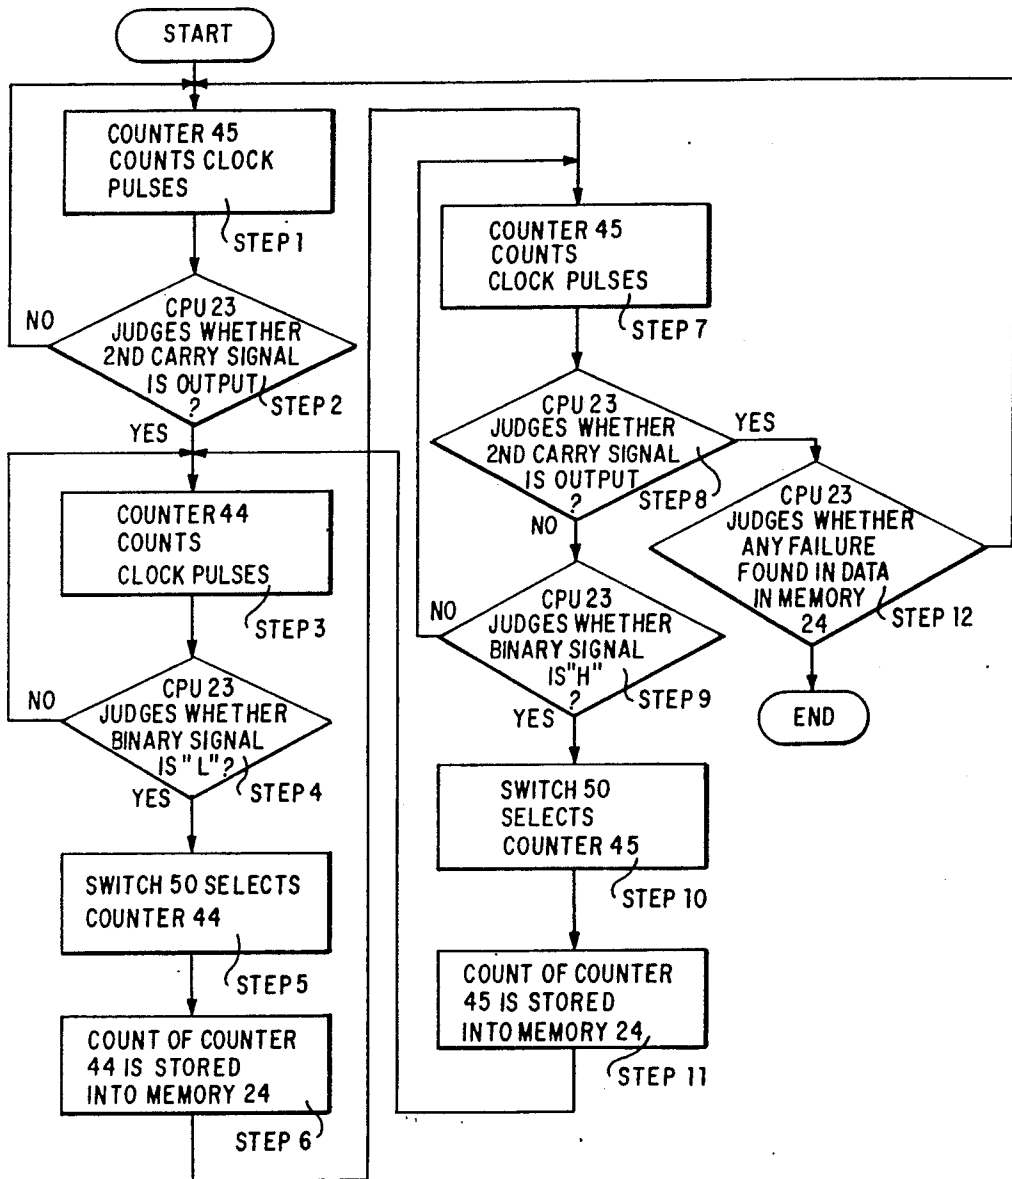 START
COUNTER 45
COUNTS CLOCK
PULSES
STEP 1
CPU 23
JUDGES WHETHER
2ND CARRY SIGNAL
IS OUTPUT
?
STEP 2
NO
YES
COUNTER 44
COUNTS
CLOCK PULSES
STEP 3
CPU 23
JUDGES WHETHER
BINARY SIGNAL
IS "L"?
STEP 4
NO
YES
SWITCH 50 SELECTS
COUNTER 44
STEP 5
COUNT OF COUNTER
44 IS STORED
INTO MEMORY 24
STEP 6
COUNTER 45
COUNTS
CLOCK PULSES
STEP 7
CPU 23
JUDGES WHETHER
2ND CARRY SIGNAL
IS OUTPUT
?
STEP 8
YES
NO
CPU 23
JUDGES WHETHER
BINARY SIGNAL
IS "H"
?
STEP 9
NO
YES
SWITCH 50
SELECTS
COUNTER 45
STEP 10
COUNT OF COUNTER
45 IS STORED
INTO MEMORY 24
STEP 11
CPU 23
JUDGES WHETHER
ANY FAILURE
FOUND IN DATA
IN MEMORY
24
STEP 12
END